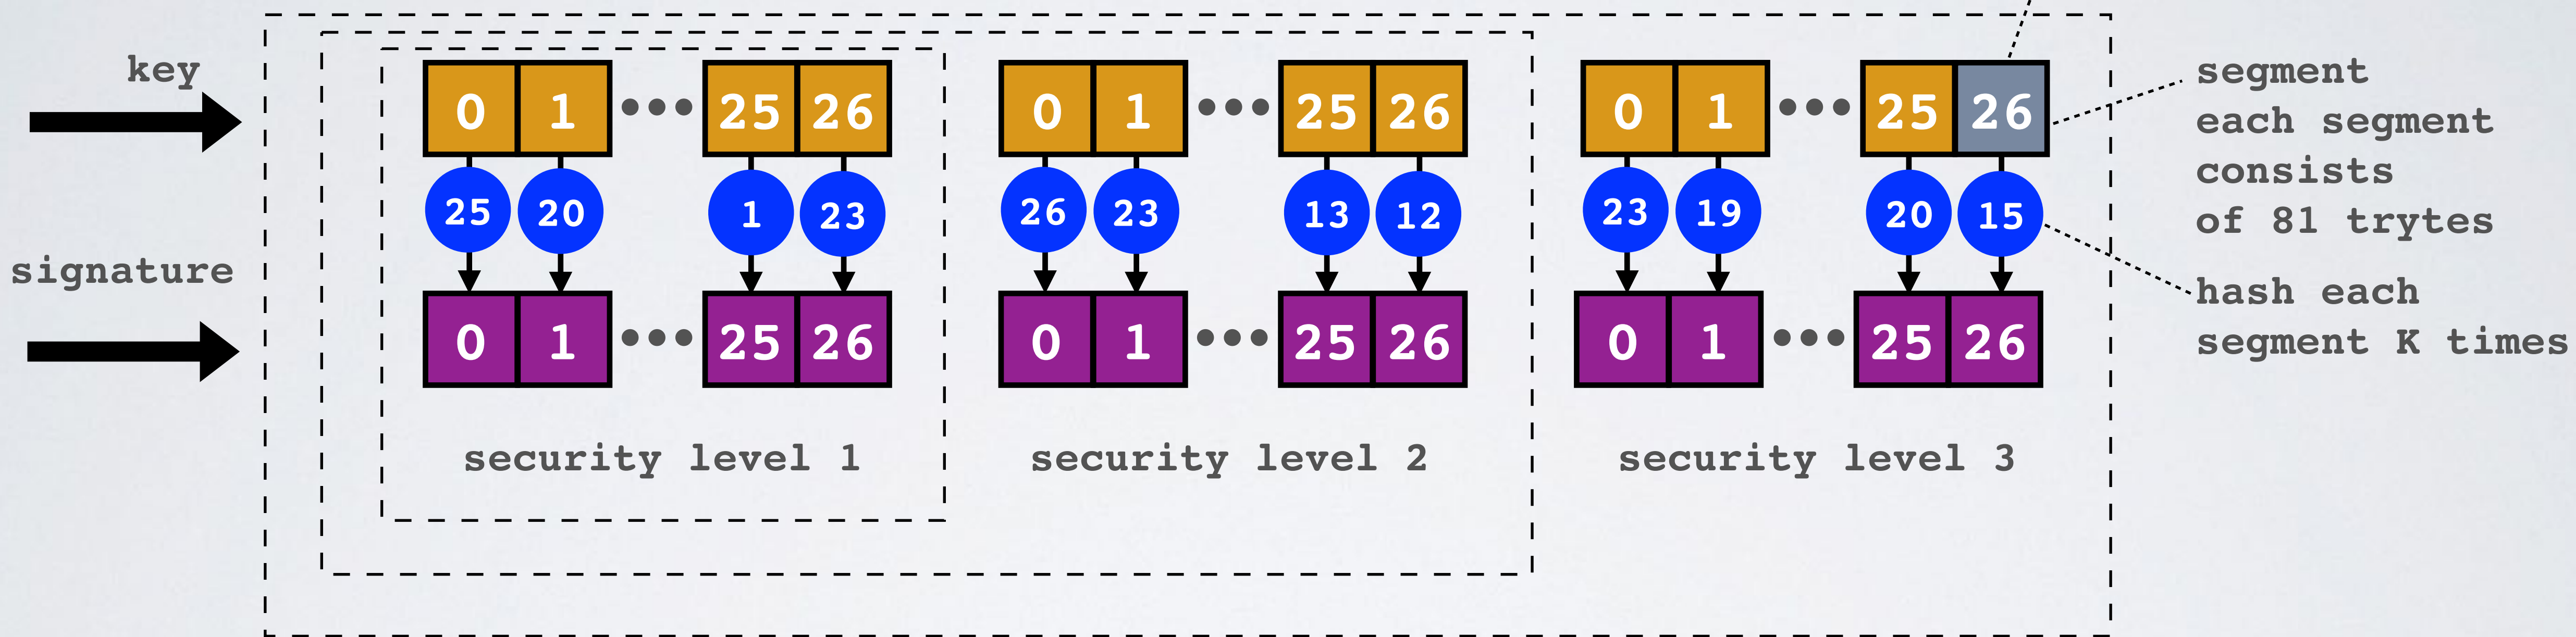 key
0 1 25 26 0 1 25 26 0 1 25 26
25 20 1 23 26 23 13 12 23 19 20 15
signature
0 1 25 26 0 1 25 26 0 1 25 26
security level 1
security level 2
security level 3
segment
each segment
consists
of 81 trytes
hash each
segment K times